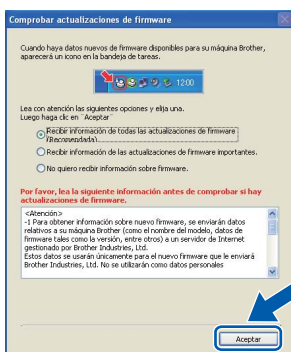 Comprobar actualizaciones de firmware
Cuando haya datos nuevos de firmware disponibles para su máquina Brother,
aparecerá un icono en la bandeja de tareas.
12:00
Lea con atención las siguientes opciones y elija una.
Luego haga clic en ¨Aceptar¨
Recibir información de todas las actualizaciones de firmware
(Recomendada)
Recibir información de las actualizaciones de firmware importantes.
No quiero recibir información sobre firmware.
Por favor, lea la siguiente información antes de comprobar si hay
actualizaciones de firmware.
<Atención>
-1 Para obtener información sobre nuevo firmware, se enviarán datos
relativos a su máquina Brother (como el nombre del modelo, datos de
firmware tales como la versión, entre otros) a un servidor de Internet
gestionado por Brother Industries, Ltd.
Estos datos se usarán únicamente para el nuevo firmware que le enviará
Brother Industries, Ltd. No se utilizarán como datos personales
Aceptar